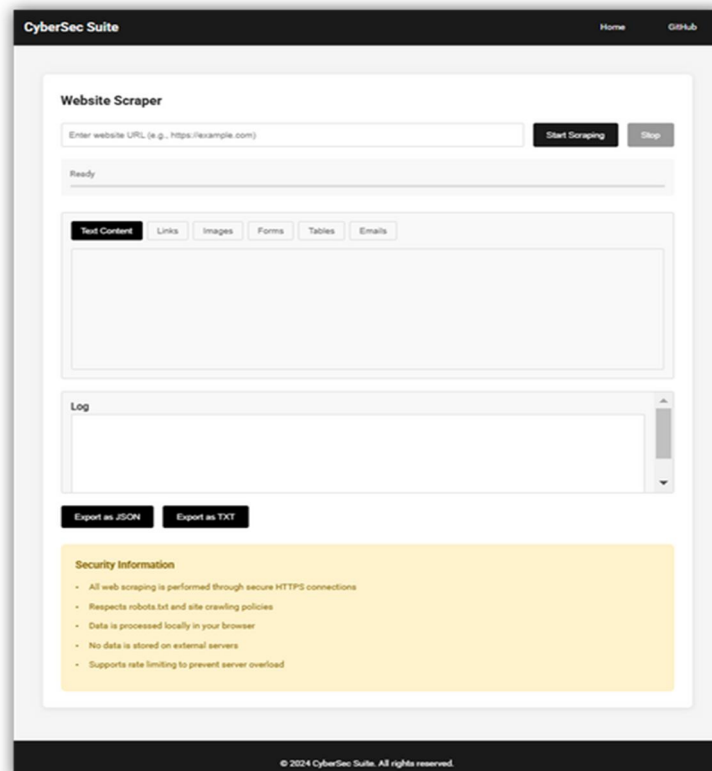 CyberSec Suite
Home GitHub
Website Scraper
Enter website URL (e.g., https://example.com) Start Scraping Stop
Ready
Text Content Links Images Forms Tables Emails
Log
Export as JSON Export as TXT
Security Information
• All web scraping is performed through secure HTTPS connections
• Respects robots.txt and site crawling policies
• Data is processed locally in your browser
• No data is stored on external servers
• Supports rate limiting to prevent server overload
© 2024 CyberSec Suite. All rights reserved.